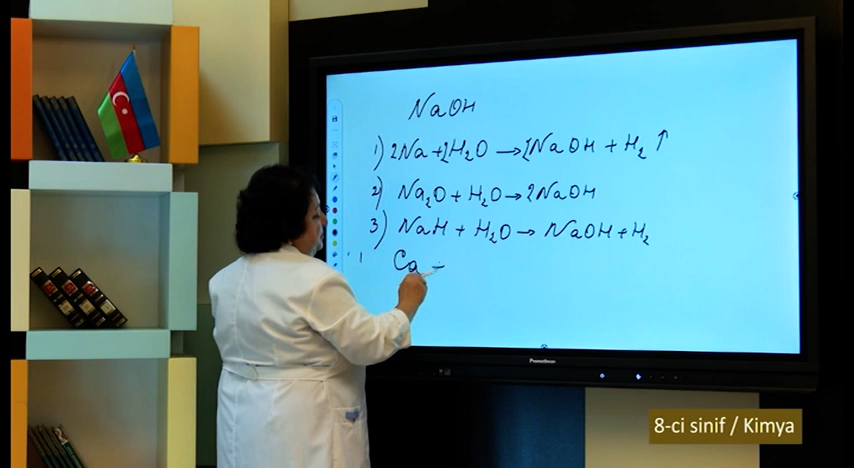 NaOH
1) 2Na + 2H₂O → 2NaOH + H₂ ↑
2) Na₂O + H₂O → 2NaOH
3) NaH + H₂O → NaOH + H₂
Ca
Promethean
8-ci sinif / Kimya